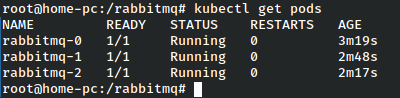 root@home-pc:/rabbitmq# kubectl get pods
NAME READY STATUS RESTARTS AGE
rabbitmq-0 1/1 Running 0 3m19s
rabbitmq-1 1/1 Running 0 2m48s
rabbitmq-2 1/1 Running 0 2m17s
root@home-pc:/rabbitmq#